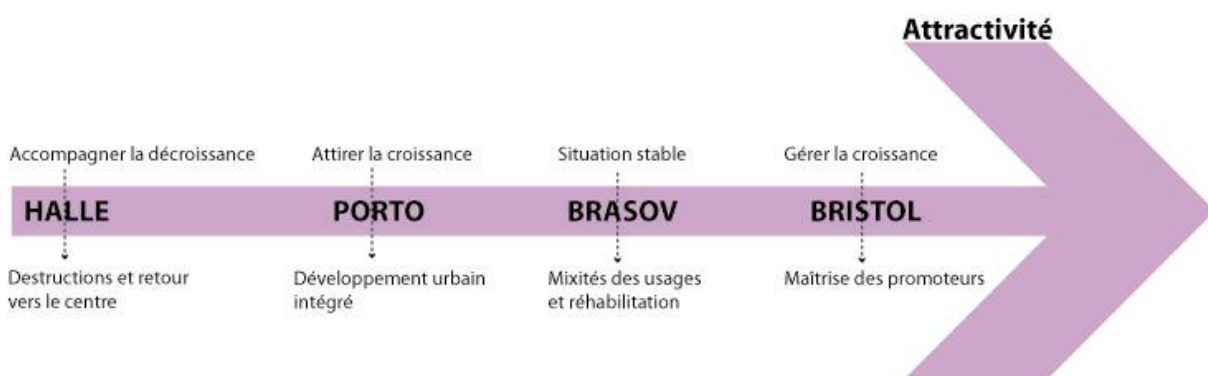 Attractivité
Accompagner la décroissance
Attirer la croissance
Situation stable
Gérer la croissance
HALLE
PORTO
BRASOV
BRISTOL
Destructions et retour
vers le centre
Développement urbain
intégré
Mixités des usages
et réhabilitation
Maîtrise des promoteurs